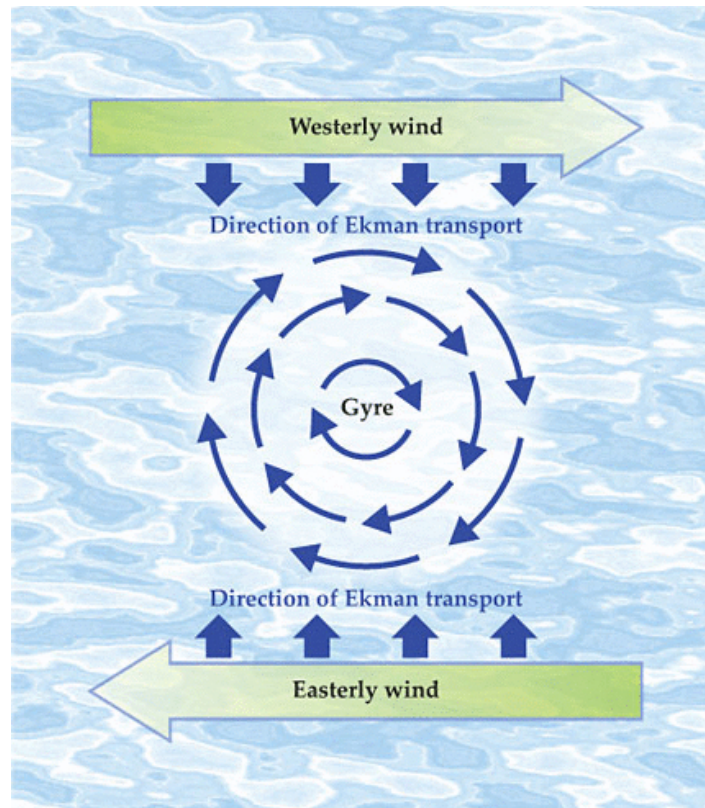 Westerly wind
Direction of Ekman transport
Gyre
Direction of Ekman transport
Easterly wind